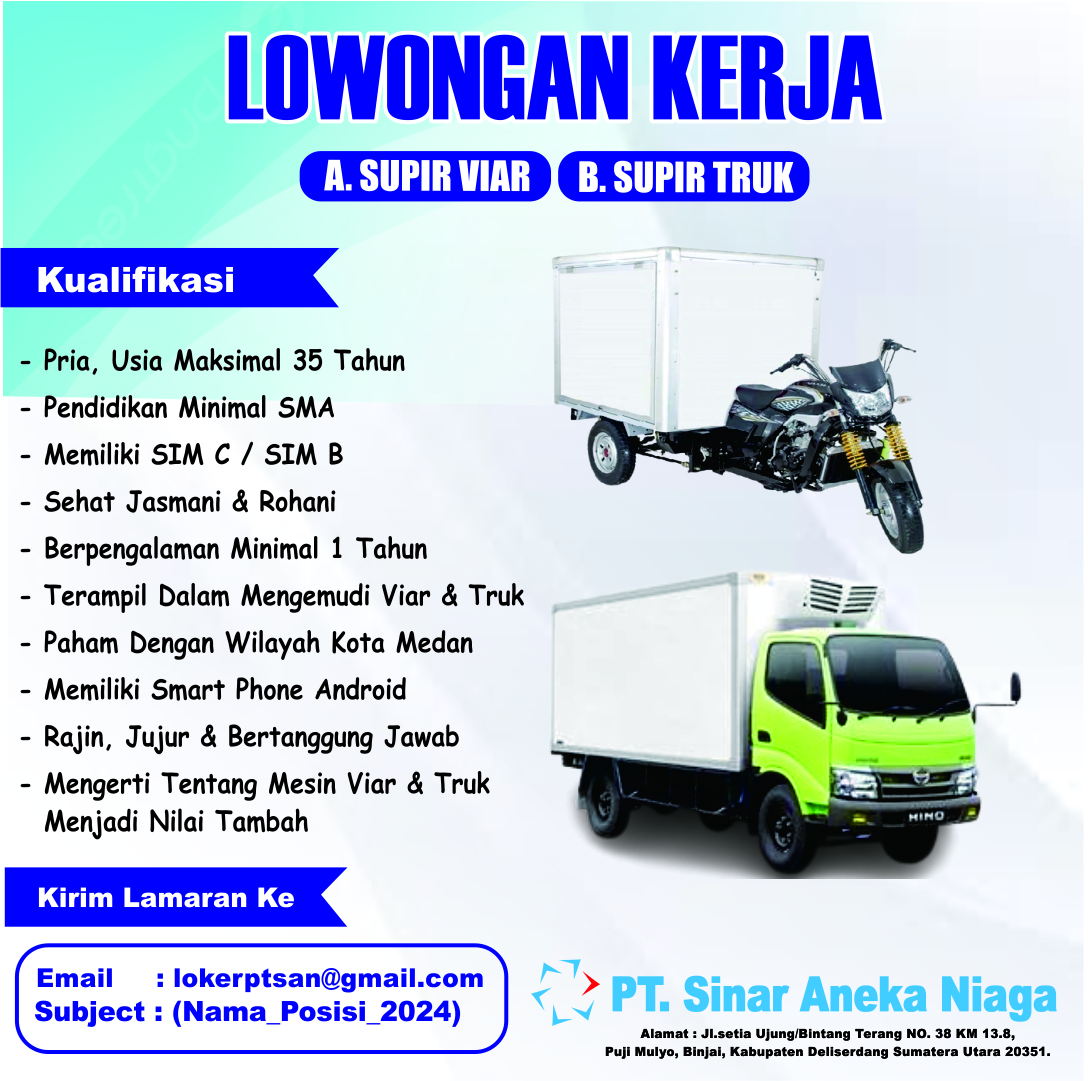 LOWONGAN KERJA
A. SUPIR VIAR
B. SUPIR TRUK
Kualifikasi
- Pria, Usia Maksimal 35 Tahun
- Pendidikan Minimal SMA
- Memiliki SIM C / SIM B
- Sehat Jasmani & Rohani
- Berpengalaman Minimal 1 Tahun
- Terampil Dalam Mengemudi Viar & Truk
- Paham Dengan Wilayah Kota Medan
- Memiliki Smart Phone Android
- Rajin, Jujur & Bertanggung Jawab
- Mengerti Tentang Mesin Viar & Truk
Menjadi Nilai Tambah
HINO
Kirim Lamaran Ke
Email : lokerptsan@gmail.com
Subject : (Nama_Posisi_2024)
PT. Sinar Aneka Niaga
Alamat : Jl.setia Ujung/Bintang Terang NO. 38 KM 13.8,
Puji Mulyo, Binjai, Kabupaten Deliserdang Sumatera Utara 20351.